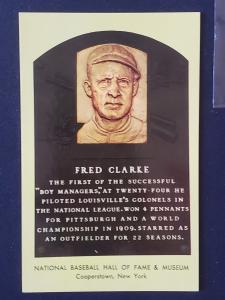 FRED CLARKE
THE FIRST OF THE SUCCESSFUL
"BOY MANAGERS," AT TWENTY-FOUR HE
PILOTED LOUISVILLE'S COLONELS IN
THE NATIONAL LEAGUE. WON 4 PENNANTS
FOR PITTSBURGH AND A WORLD
CHAMPIONSHIP IN 1909. STARRED AS
AN OUTFIELDER FOR 22 SEASONS.
NATIONAL BASEBALL HALL OF FAME & MUSEUM
Cooperstown, New York